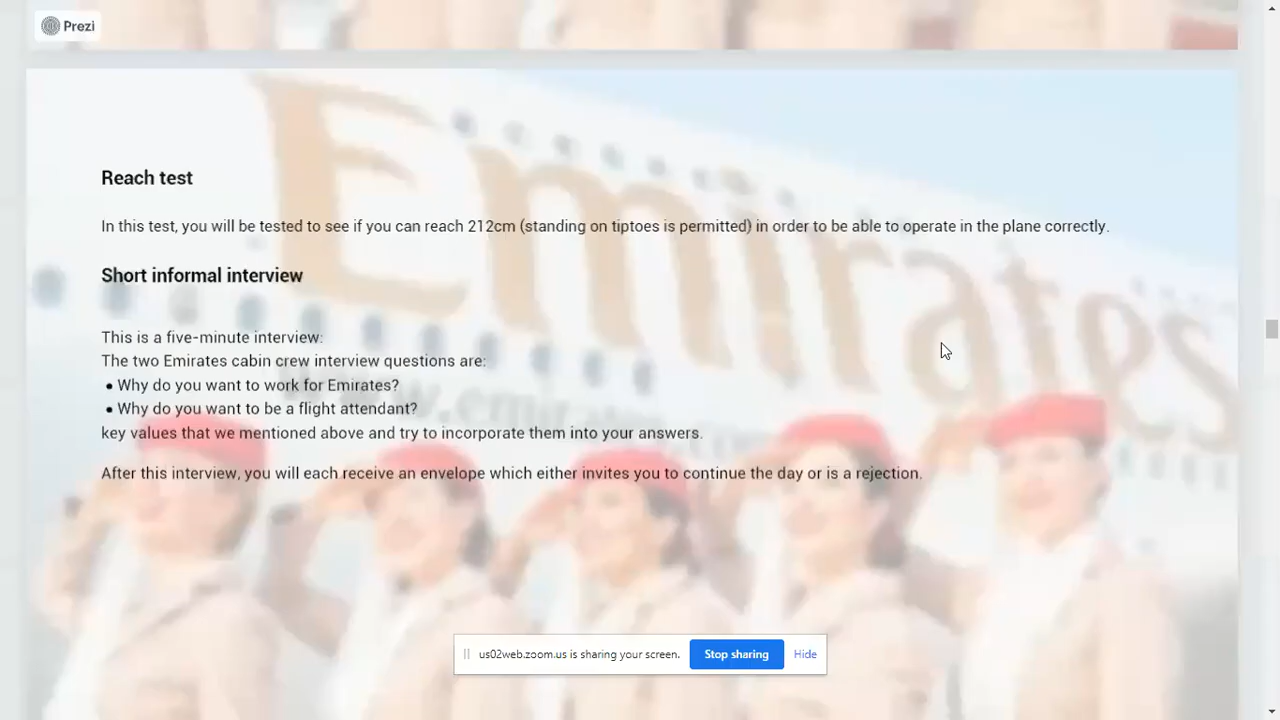 Prezi
Emirates
Reach test
In this test, you will be tested to see if you can reach 212cm (standing on tiptoes is permitted) in order to be able to operate in the plane correctly.
Short informal interview
This is a five-minute interview:
The two Emirates cabin crew interview questions are:
• Why do you want to work for Emirates?
• Why do you want to be a flight attendant?
key values that we mentioned above and try to incorporate them into your answers.
After this interview, you will each receive an envelope which either invites you to continue the day or is a rejection.
us02web.zoom.us is sharing your screen.
Stop sharing
Hide